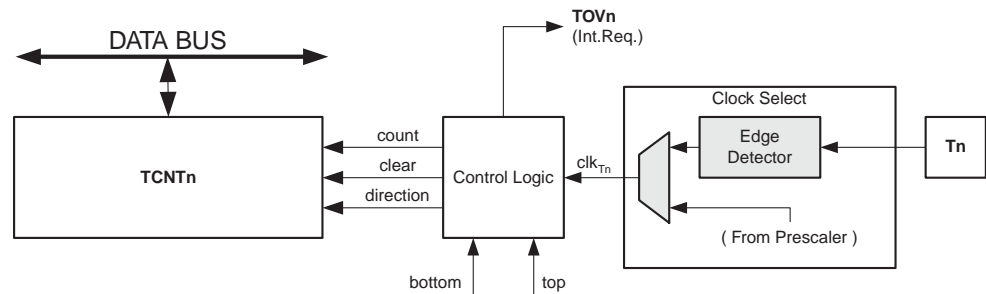 TOVn
(Int.Req.)
DATA BUS
Clock Select
count
Edge
Detector
Tn
TCNTn
clear
Control Logic
clkTn
direction
( From Prescaler )
bottom
top